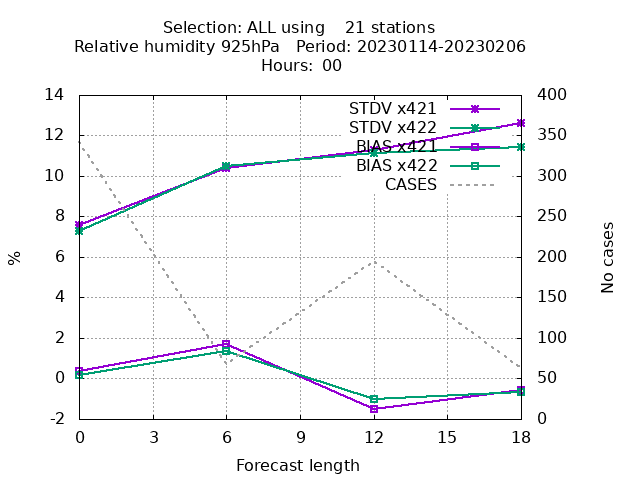 Selection: ALL using    21 stations
Relative humidity 925hPa   Period: 20230114-20230206
Hours:  00
14 400
12 350
10 300
8 250
6 200
4 150
2 100
0 50
-2 0
STDV x421
STDV x422
BIAS x421
BIAS x422
CASES
%
No cases
0 3 6 9 12 15 18
Forecast length